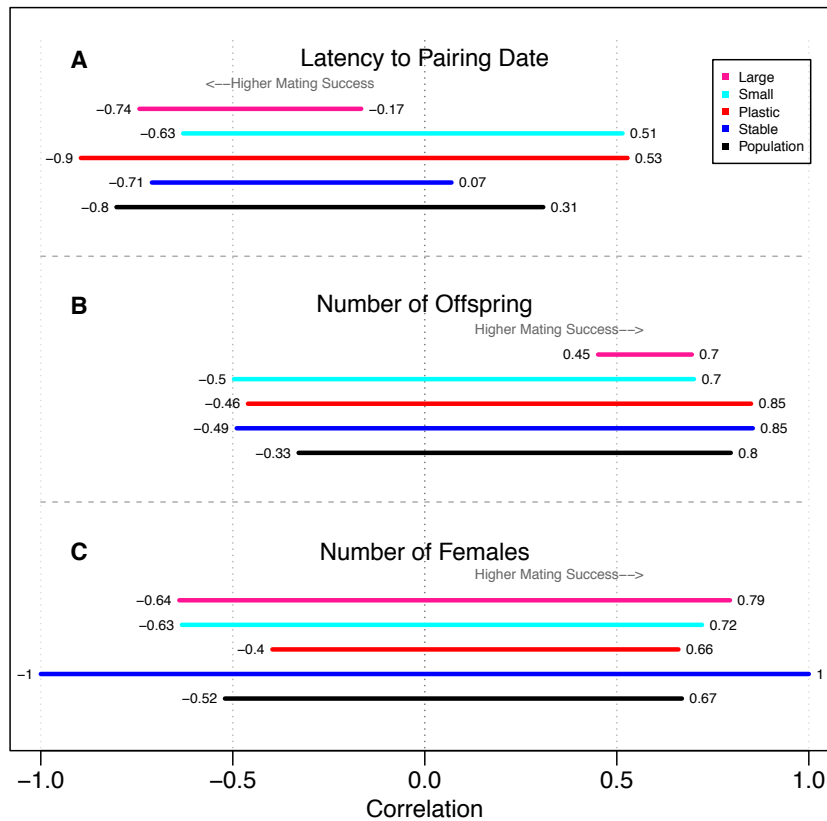 A Latency to Pairing Date
<−−Higher Mating Success
Large
Small
Plastic
Stable
Population
−0.74 −0.17
−0.63 0.51
−0.9 0.53
−0.71 0.07
−0.8 0.31
B Number of Offspring
Higher Mating Success−−>
0.45 0.7
−0.5 0.7
−0.46 0.85
−0.49 0.85
−0.33 0.8
C Number of Females
Higher Mating Success−−>
−0.64 0.79
−0.63 0.72
−0.4 0.66
−1 1
−0.52 0.67
−1.0 −0.5 0.0 0.5 1.0
Correlation